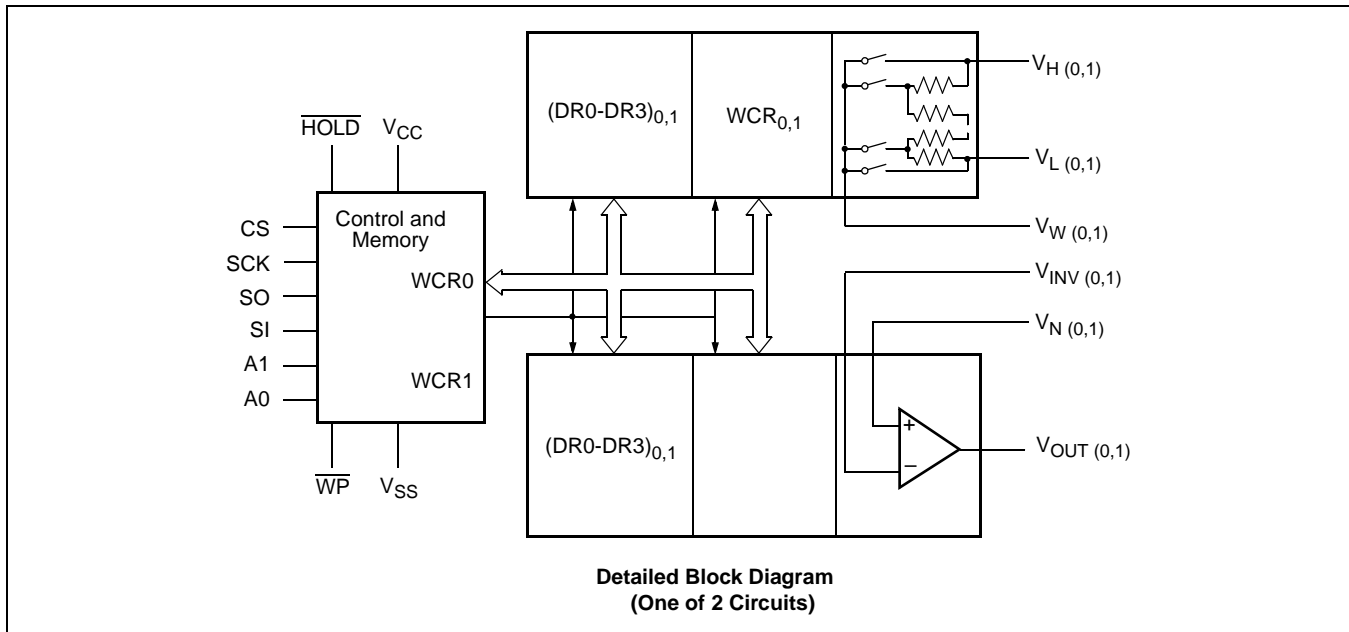 HOLD
VCC
CS
SCK
SO
SI
A1
A0
Control and
Memory
WCR0
WCR1
WP
VSS
(DR0-DR3)0,1
WCR0,1
VH (0,1)
VL (0,1)
VW (0,1)
VINV (0,1)
VN (0,1)
(DR0-DR3)0,1
+
–
VOUT (0,1)
Detailed Block Diagram
(One of 2 Circuits)